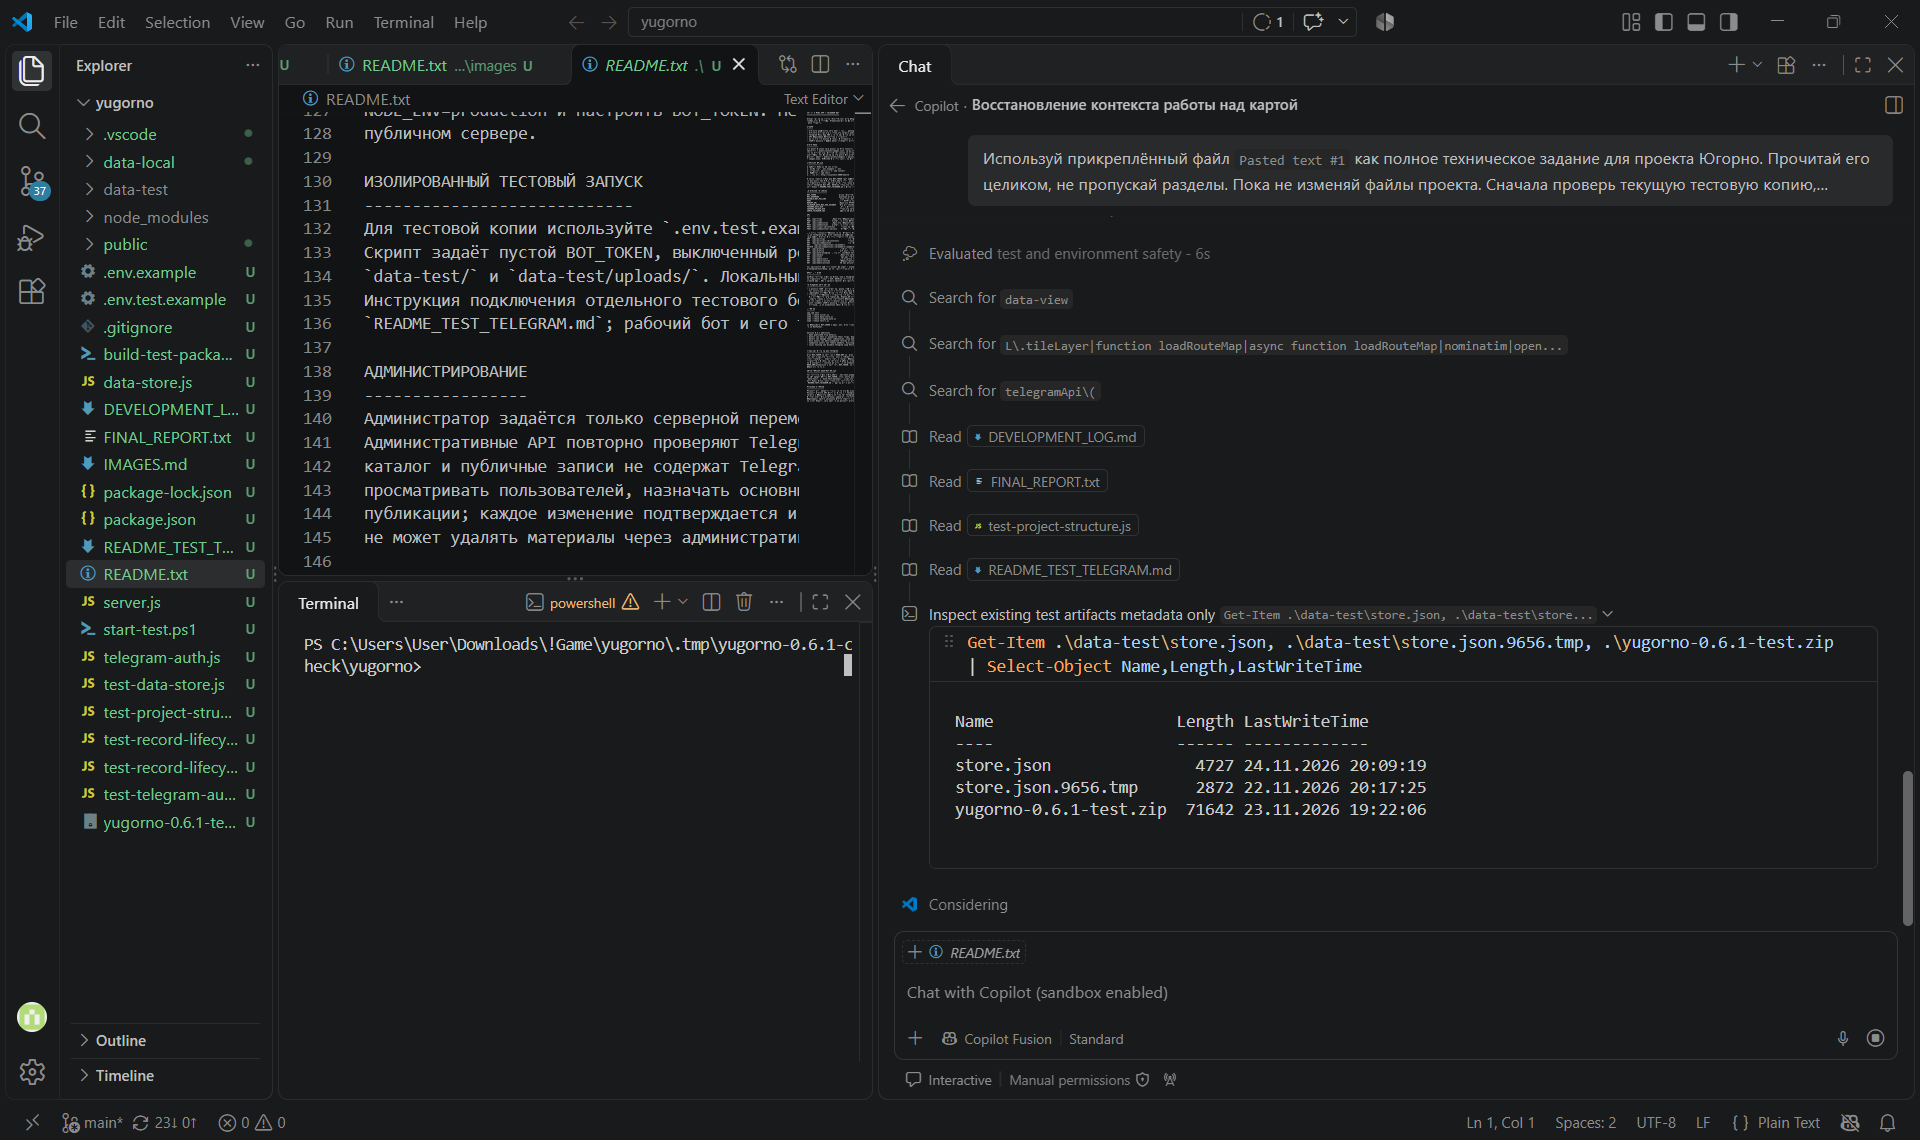 File Edit Selection View Go Run Terminal Help
yugorno
1
Explorer
yugorno
.vscode
data-local
data-test
node_modules
public
.env.example U
.env.test.example U
.gitignore U
build-test-packa... U
data-store.js U
DEVELOPMENT_L... U
FINAL_REPORT.txt U
IMAGES.md U
package-lock.json U
package.json U
README_TEST_T... U
README.txt U
server.js U
start-test.ps1 U
telegram-auth.js U
test-data-store.js U
test-project-stru... U
test-record-lifecy... U
test-record-lifecy... U
test-telegram-au... U
yugorno-0.6.1-te... U
Outline
Timeline
37
U
README.txt ...\images U
README.txt .\ U
README.txt
Text Editor
127 NODE_ENV=production и настроить BOT_TOKEN. Не
128 публичном сервере.
129
130 ИЗОЛИРОВАННЫЙ ТЕСТОВЫЙ ЗАПУСК
131 ----------------------------
132 Для тестовой копии используйте `.env.test.exam
133 Скрипт задаёт пустой BOT_TOKEN, выключенный ре
134 `data-test/` и `data-test/uploads/`. Локальный
135 Инструкция подключения отдельного тестового бо
136 `README_TEST_TELEGRAM.md`; рабочий бот и его
137
138 АДМИНИСТРИРОВАНИЕ
139 -----------------
140 Администратор задаётся только серверной переме
141 Административные API повторно проверяют Telegr
142 каталог и публичные записи не содержат Telegra
143 просматривать пользователей, назначать основны
144 публикации; каждое изменение подтверждается и
145 не может удалять материалы через административ
146
Terminal
powershell
PS C:\Users\User\Downloads\!Game\yugorno\.tmp\yugorno-0.6.1-c
heck\yugorno>
Chat
Copilot · Восстановление контекста работы над картой
Используй прикреплённый файл Pasted text #1 как полное техническое задание для проекта Югорно. Прочитай его
целиком, не пропускай разделы. Пока не изменяй файлы проекта. Сначала проверь текущую тестовую копию,...
Evaluated test and environment safety - 6s
Search for data-view
Search for L\.tileLayer|function loadRouteMap|async function loadRouteMap|nominatim|open...
Search for telegramApi\(
Read DEVELOPMENT_LOG.md
Read FINAL_REPORT.txt
Read test-project-structure.js
Read README_TEST_TELEGRAM.md
Inspect existing test artifacts metadata only Get-Item .\data-test\store.json, .\data-test\store...
Get-Item .\data-test\store.json, .\data-test\store.json.9656.tmp, .\yugorno-0.6.1-test.zip
| Select-Object Name,Length,LastWriteTime
Name Length LastWriteTime
---- ------ -------------
store.json 4727 24.11.2026 20:09:19
store.json.9656.tmp 2872 22.11.2026 20:17:25
yugorno-0.6.1-test.zip 71642 23.11.2026 19:22:06
Considering
README.txt
Chat with Copilot (sandbox enabled)
Copilot Fusion Standard
Interactive Manual permissions
main* 23↓ 0↑ 0 0
Ln 1, Col 1 Spaces: 2 UTF-8 LF { } Plain Text